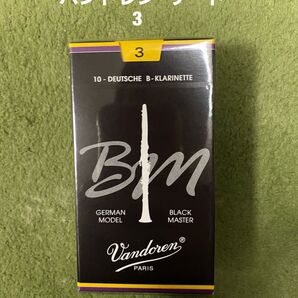 3
3
10 - DEUTSCHE B - KLARINETTE
BM
GERMAN BLACK
MODEL MASTER
Vandoren®
PARIS